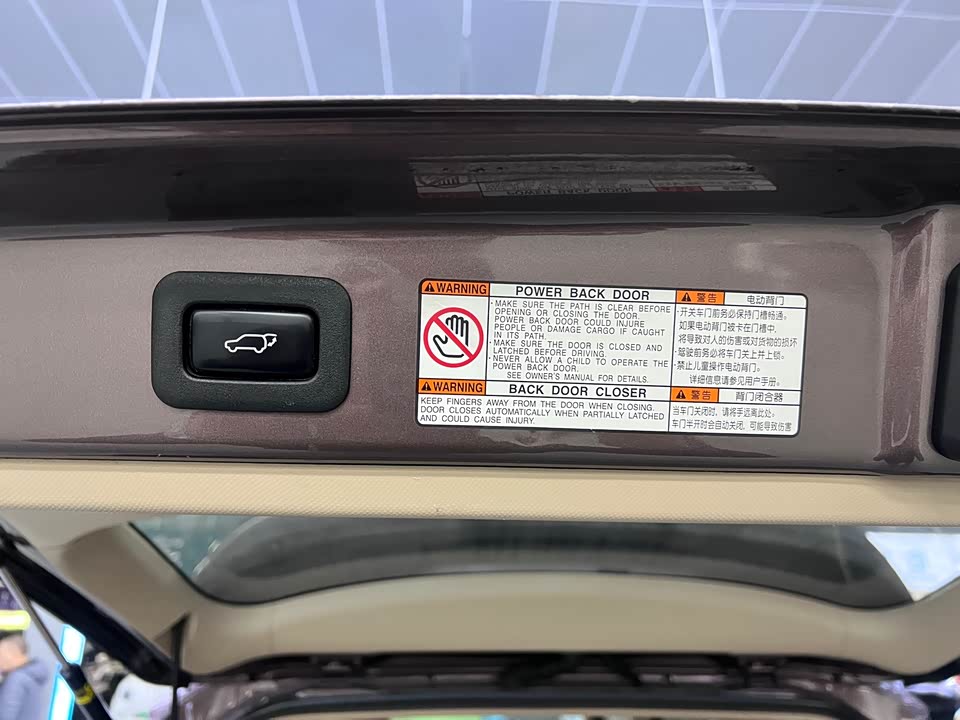 WARNING POWER BACK DOOR
· MAKE SURE THE PATH IS CLEAR BEFORE
OPENING OR CLOSING THE DOOR.
POWER BACK DOOR COULD INJURE
PEOPLE OR DAMAGE CARGO IF CAUGHT
IN ITS PATH.
· MAKE SURE THE DOOR IS CLOSED AND
LATCHED BEFORE DRIVING.
· NEVER ALLOW A CHILD TO OPERATE THE
POWER BACK DOOR.
SEE OWNER'S MANUAL FOR DETAILS.
警告 电动背门
· 开关车门前务必保持门槽畅通。
如果电动背门被卡在门槽中,
将导致对人的伤害或对货物的损坏
· 驾驶前务必将车门关上并上锁。
· 禁止儿童操作电动背门。
详细信息请参见用户手册。
WARNING BACK DOOR CLOSER
KEEP FINGERS AWAY FROM THE DOOR WHEN CLOSING.
DOOR CLOSES AUTOMATICALLY WHEN PARTIALLY LATCHED
AND COULD CAUSE INJURY.
警告 背门闭合器
当车门关闭时, 请将手远离此处。
车门半开时会自动关闭, 可能导致伤害